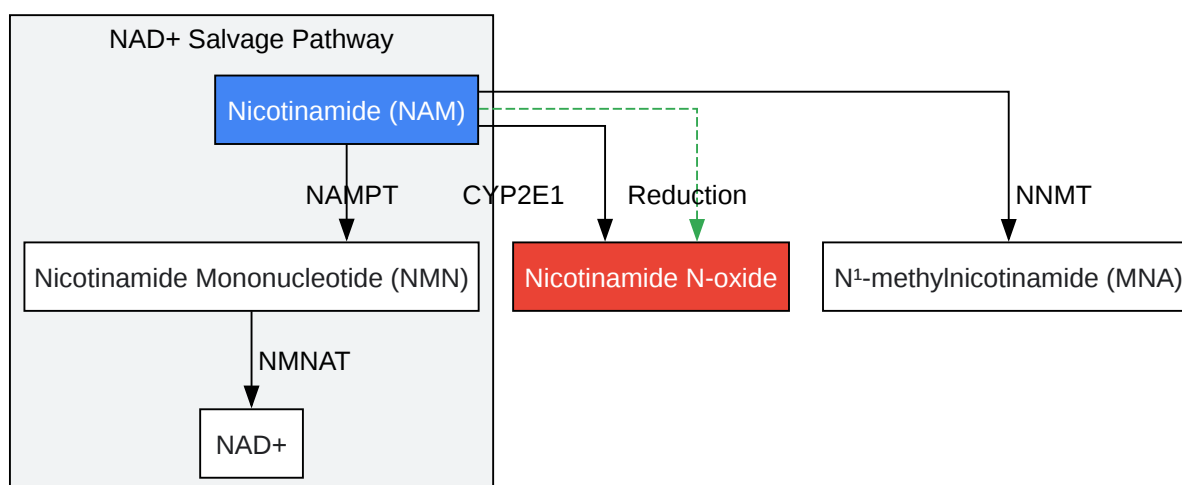 NAD+ Salvage Pathway
Nicotinamide (NAM)
NAMPT
CYP2E1
Reduction
NNMT
Nicotinamide Mononucleotide (NMN)
Nicotinamide N-oxide
N¹-methylnicotinamide (MNA)
NMNAT
NAD+